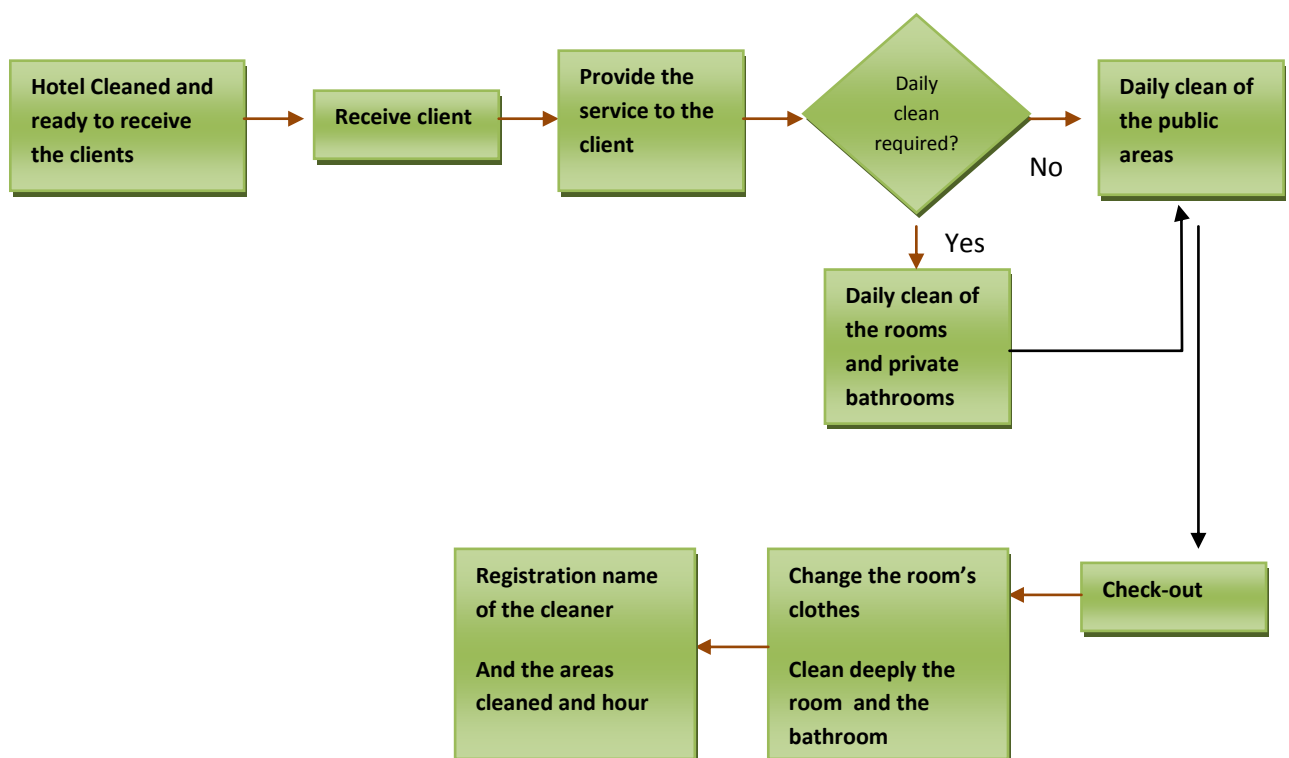 Hotel Cleaned and
ready to receive
the clients
Receive client
Provide the
service to the
client
Daily
clean of
required?
No
Yes
Daily clean of
the public
areas
Daily clean of
the rooms
and private
bathrooms
Check-out
Change the room’s
clothes
Clean deeply the
room and the
bathroom
Registration name
of the cleaner
And the areas
cleaned and hour